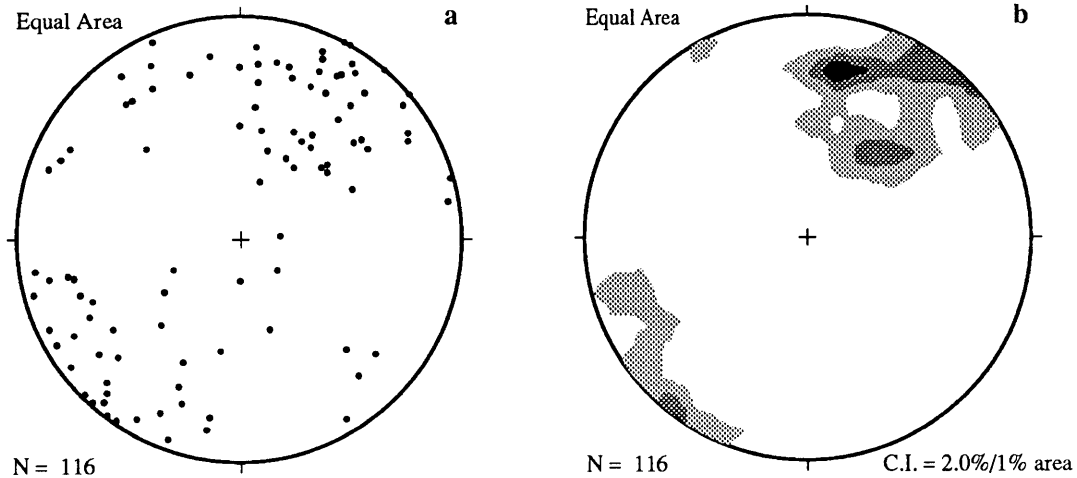 Equal Area
a
N = 116
Equal Area
b
N = 116
C.I. = 2.0%/1% area